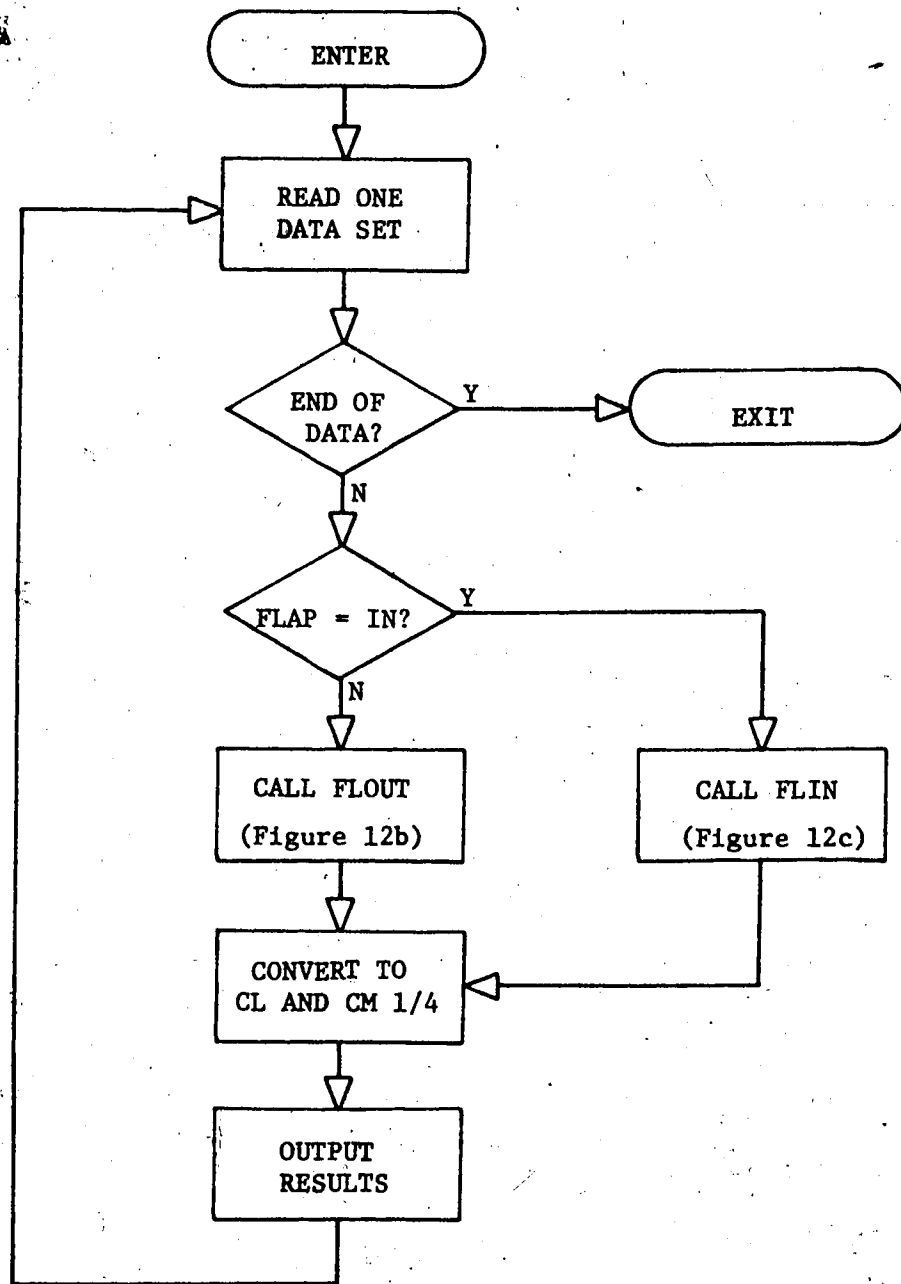 ENTER
READ ONE
DATA SET
END OF
DATA?
Y
EXIT
N
FLAP = IN?
Y
N
CALL FLOUT
(Figure 12b)
CALL FLIN
(Figure 12c)
CONVERT TO
CL AND CM 1/4
OUTPUT
RESULTS